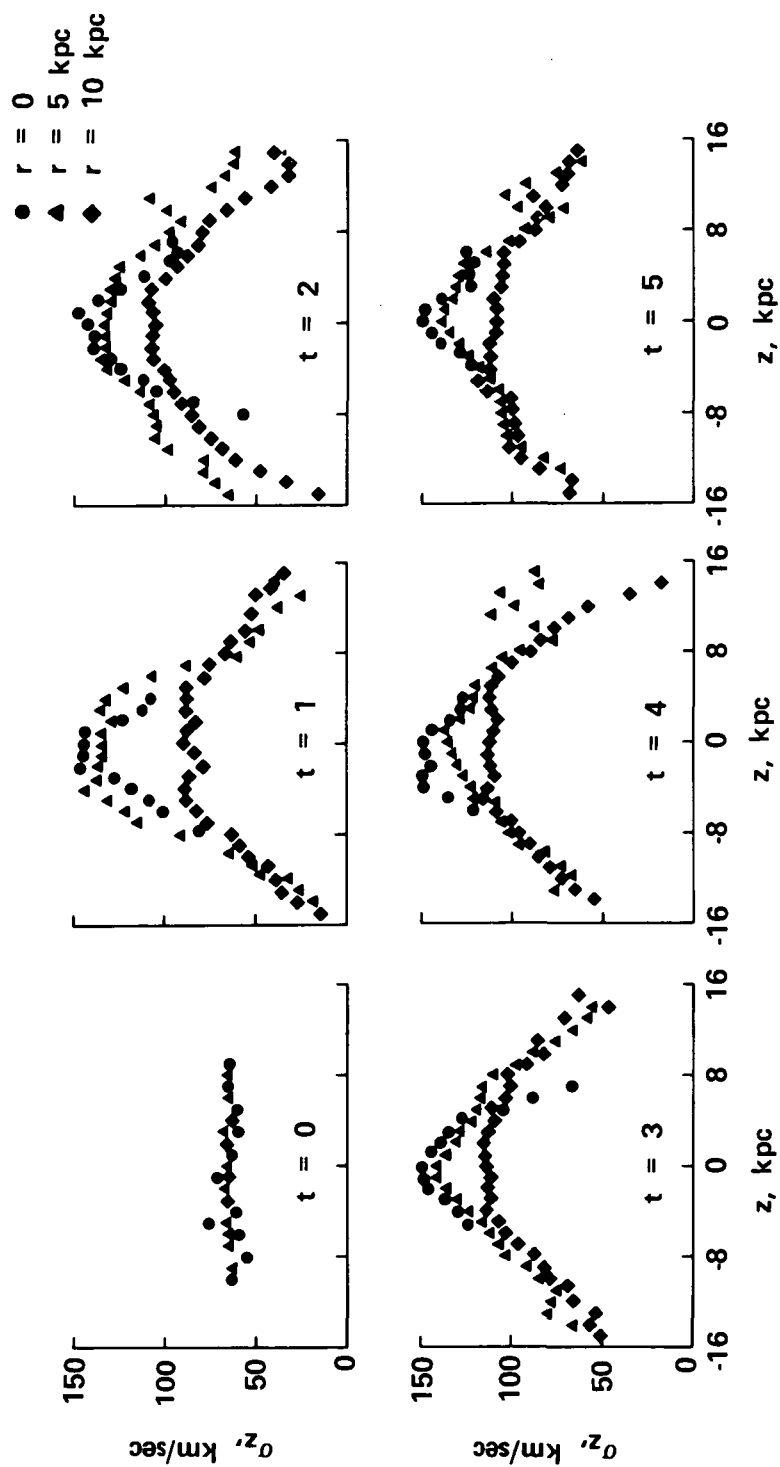 ● r = 0
▲ r = 5 kpc
◆ r = 10 kpc
σz, km/sec
150
100
50
0
t = 0
t = 1
t = 2
σz, km/sec
150
100
50
0
t = 3
t = 4
t = 5
-16 -8 0 8 16
-16 -8 0 8 16
-16 -8 0 8 16
z, kpc
z, kpc
z, kpc